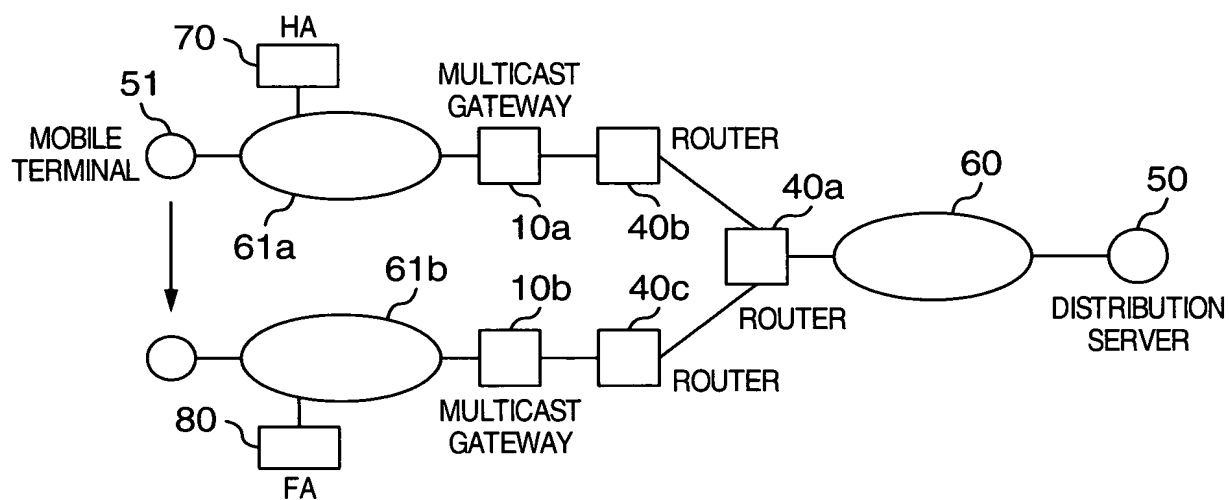 HA
70
MULTICAST
GATEWAY
51
MOBILE
TERMINAL
ROUTER
60
50
40a
61a
10a
40b
61b
10b
40c
ROUTER
DISTRIBUTION
SERVER
ROUTER
MULTICAST
GATEWAY
80
FA